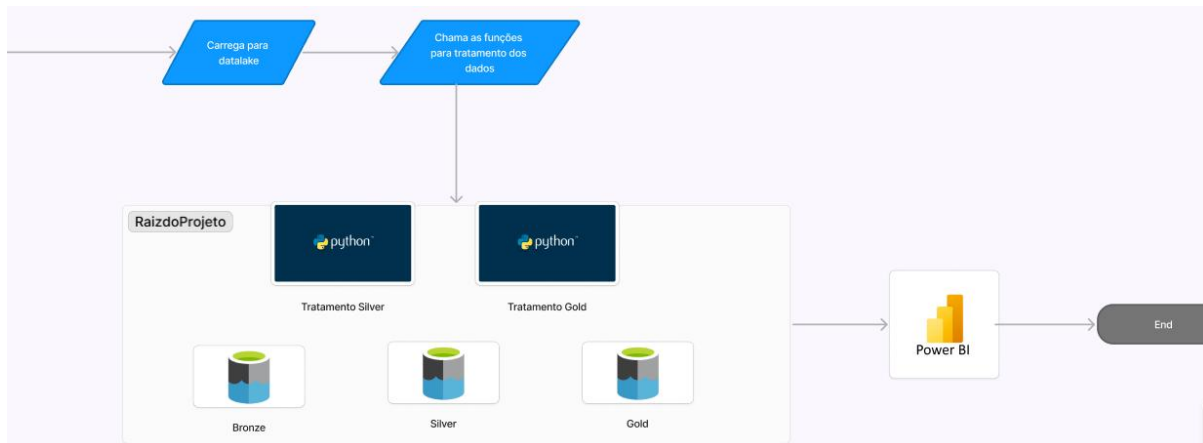 Carrega para
datalake
Chama as funções
para tratamento dos
dados
RaizdoProjeto
python
python
Tratamento Silver
Tratamento Gold
Bronze
Silver
Gold
Power BI
End